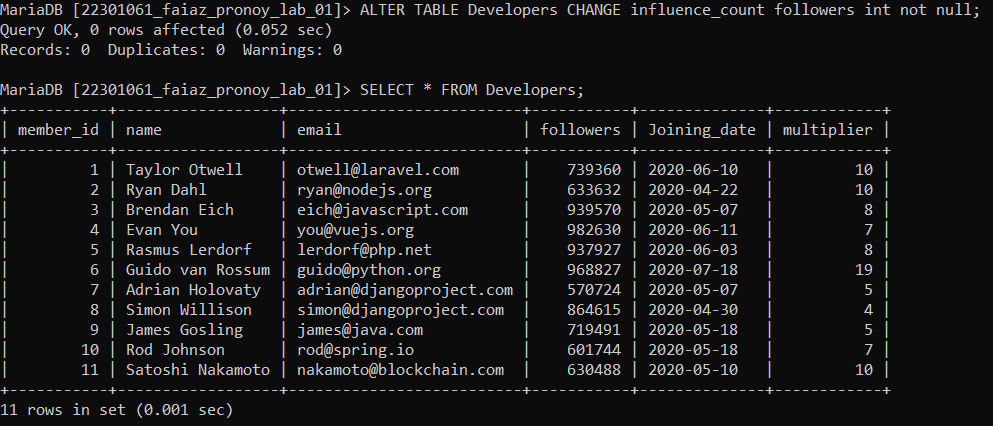 MariaDB [22301061_faiaz_pronoy_lab_01]> ALTER TABLE Developers CHANGE influence_count followers int not null;
Query OK, 0 rows affected (0.052 sec)
Records: 0  Duplicates: 0  Warnings: 0

MariaDB [22301061_faiaz_pronoy_lab_01]> SELECT * FROM Developers;
+-----------+------------------+-------------------------+-----------+--------------+------------+
| member_id | name             | email                   | followers | Joining_date | multiplier |
+-----------+------------------+-------------------------+-----------+--------------+------------+
|         1 | Taylor Otwell    | otwell@laravel.com      |    739360 | 2020-06-10   |         10 |
|         2 | Ryan Dahl        | ryan@nodejs.org         |    633632 | 2020-04-22   |         10 |
|         3 | Brendan Eich     | eich@javascript.com     |    939570 | 2020-05-07   |          8 |
|         4 | Evan You         | you@vuejs.org           |    982630 | 2020-06-11   |          7 |
|         5 | Rasmus Lerdorf   | lerdorf@php.net         |    937927 | 2020-06-03   |          8 |
|         6 | Guido van Rossum | guido@python.org        |    968827 | 2020-07-18   |         19 |
|         7 | Adrian Holovaty  | adrian@djangoproject.com |    570724 | 2020-05-07   |          5 |
|         8 | Simon Willison   | simon@djangoproject.com |    864615 | 2020-04-30   |          4 |
|         9 | James Gosling    | james@java.com          |    719491 | 2020-05-18   |          5 |
|        10 | Rod Johnson      | rod@spring.io           |    601744 | 2020-05-18   |          7 |
|        11 | Satoshi Nakamoto | nakamoto@blockchain.com |    630488 | 2020-05-10   |         10 |
+-----------+------------------+-------------------------+-----------+--------------+------------+
11 rows in set (0.001 sec)